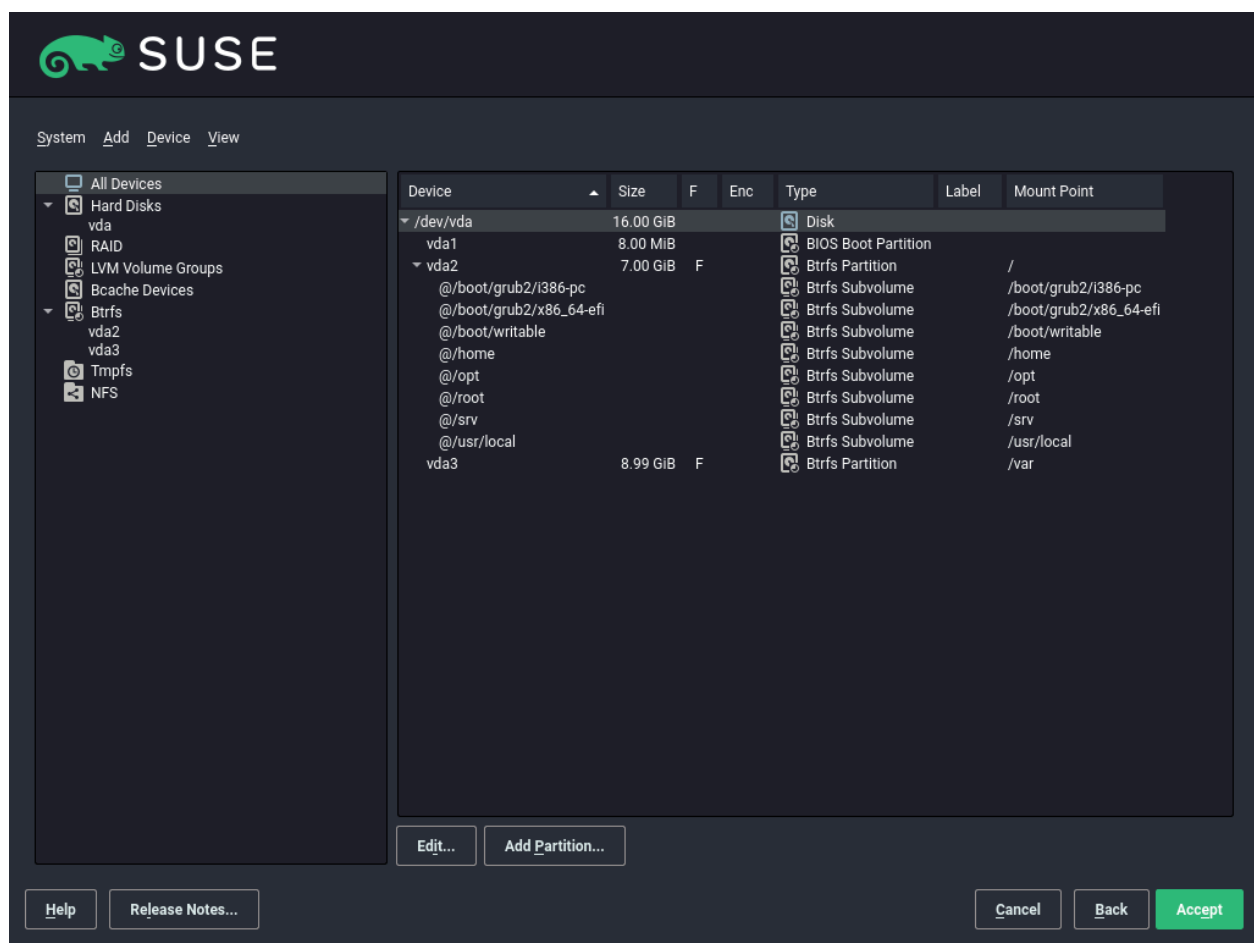 SUSE
System Add Device View
All Devices
Hard Disks
vda
RAID
LVM Volume Groups
Bcache Devices
Btrfs
vda2
vda3
Tmpfs
NFS
Device Size F Enc Type Label Mount Point
/dev/vda 16.00 GiB Disk
vda1 8.00 MiB BIOS Boot Partition
vda2 7.00 GiB F Btrfs Partition /
@/boot/grub2/i386-pc Btrfs Subvolume /boot/grub2/i386-pc
@/boot/grub2/x86_64-efi Btrfs Subvolume /boot/grub2/x86_64-efi
@/boot/writable Btrfs Subvolume /boot/writable
@/home Btrfs Subvolume /home
@/opt Btrfs Subvolume /opt
@/root Btrfs Subvolume /root
@/srv Btrfs Subvolume /srv
@/usr/local Btrfs Subvolume /usr/local
vda3 8.99 GiB F Btrfs Partition /var
Edit... Add Partition...
Help Release Notes... Cancel Back Accept